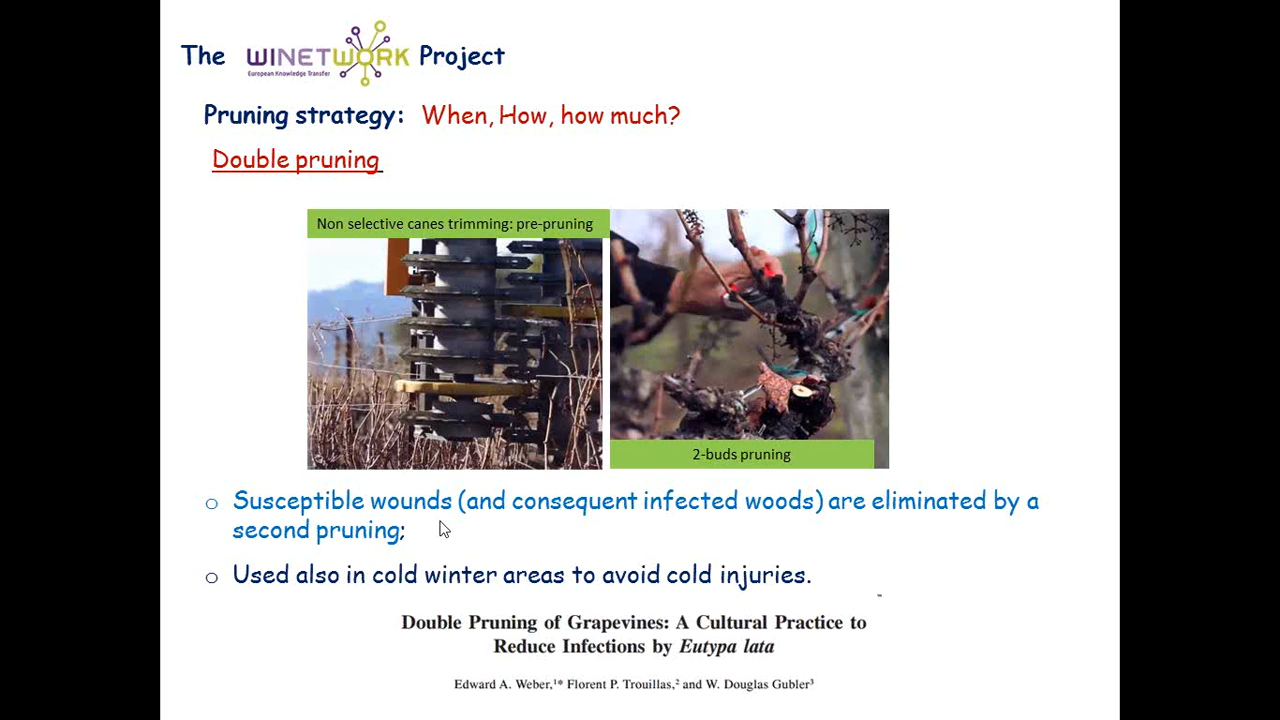 The WINETWORK Project
European Knowledge Transfer
Pruning strategy: When, How, how much?
Double pruning
Non selective canes trimming: pre-pruning
2-buds pruning
o Susceptible wounds (and consequent infected woods) are eliminated by a
second pruning;
o Used also in cold winter areas to avoid cold injuries.
Double Pruning of Grapevines: A Cultural Practice to
Reduce Infections by Eutypa lata
Edward A. Weber,¹* Florent P. Trouillas,² and W. Douglas Gubler³